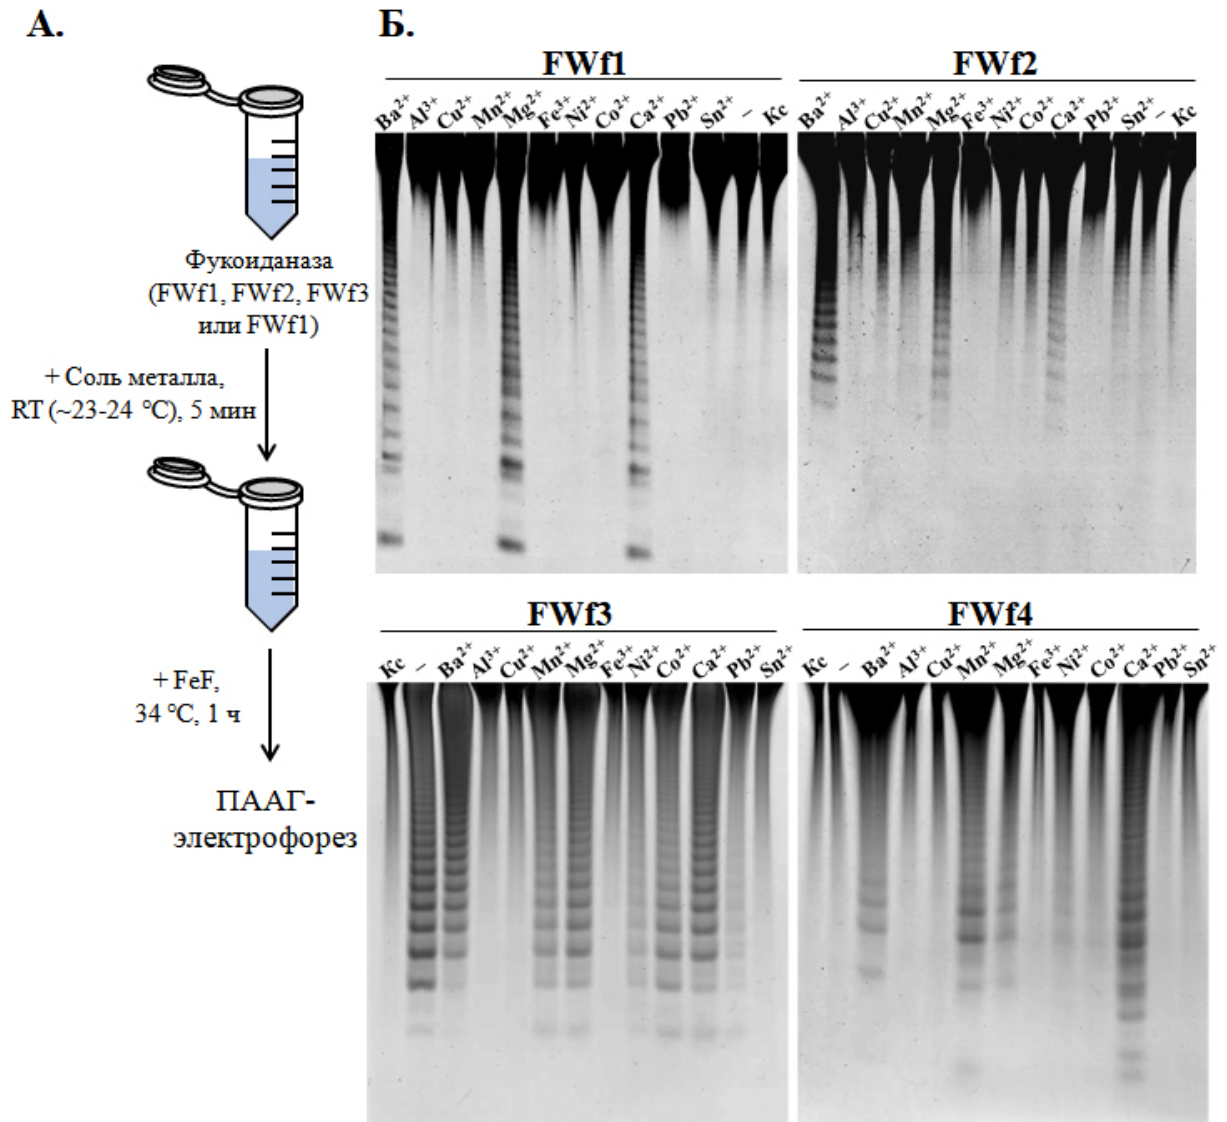 А.
Фукоиданаза
(FWf1, FWf2, FWf3
или FWf1)
+ Соль металла,
RT (~23-24 °C), 5 мин
+ FeF,
34 °C, 1 ч
ПААГ-
электрофорез
Б.
FWf1
Ba²⁺ Al³⁺ Cu²⁺ Mn²⁺ Mg²⁺ Fe³⁺ Ni²⁺ Co²⁺ Ca²⁺ Pb²⁺ Sn²⁺ – Кс
FWf2
Ba²⁺ Al³⁺ Cu²⁺ Mn²⁺ Mg²⁺ Fe³⁺ Ni²⁺ Co²⁺ Ca²⁺ Pb²⁺ Sn²⁺ – Кс
FWf3
Кс – Ba²⁺ Al³⁺ Cu²⁺ Mn²⁺ Mg²⁺ Fe³⁺ Ni²⁺ Co²⁺ Ca²⁺ Pb²⁺ Sn²⁺
FWf4
Кс – Ba²⁺ Al³⁺ Cu²⁺ Mn²⁺ Mg²⁺ Fe³⁺ Ni²⁺ Co²⁺ Ca²⁺ Pb²⁺ Sn²⁺